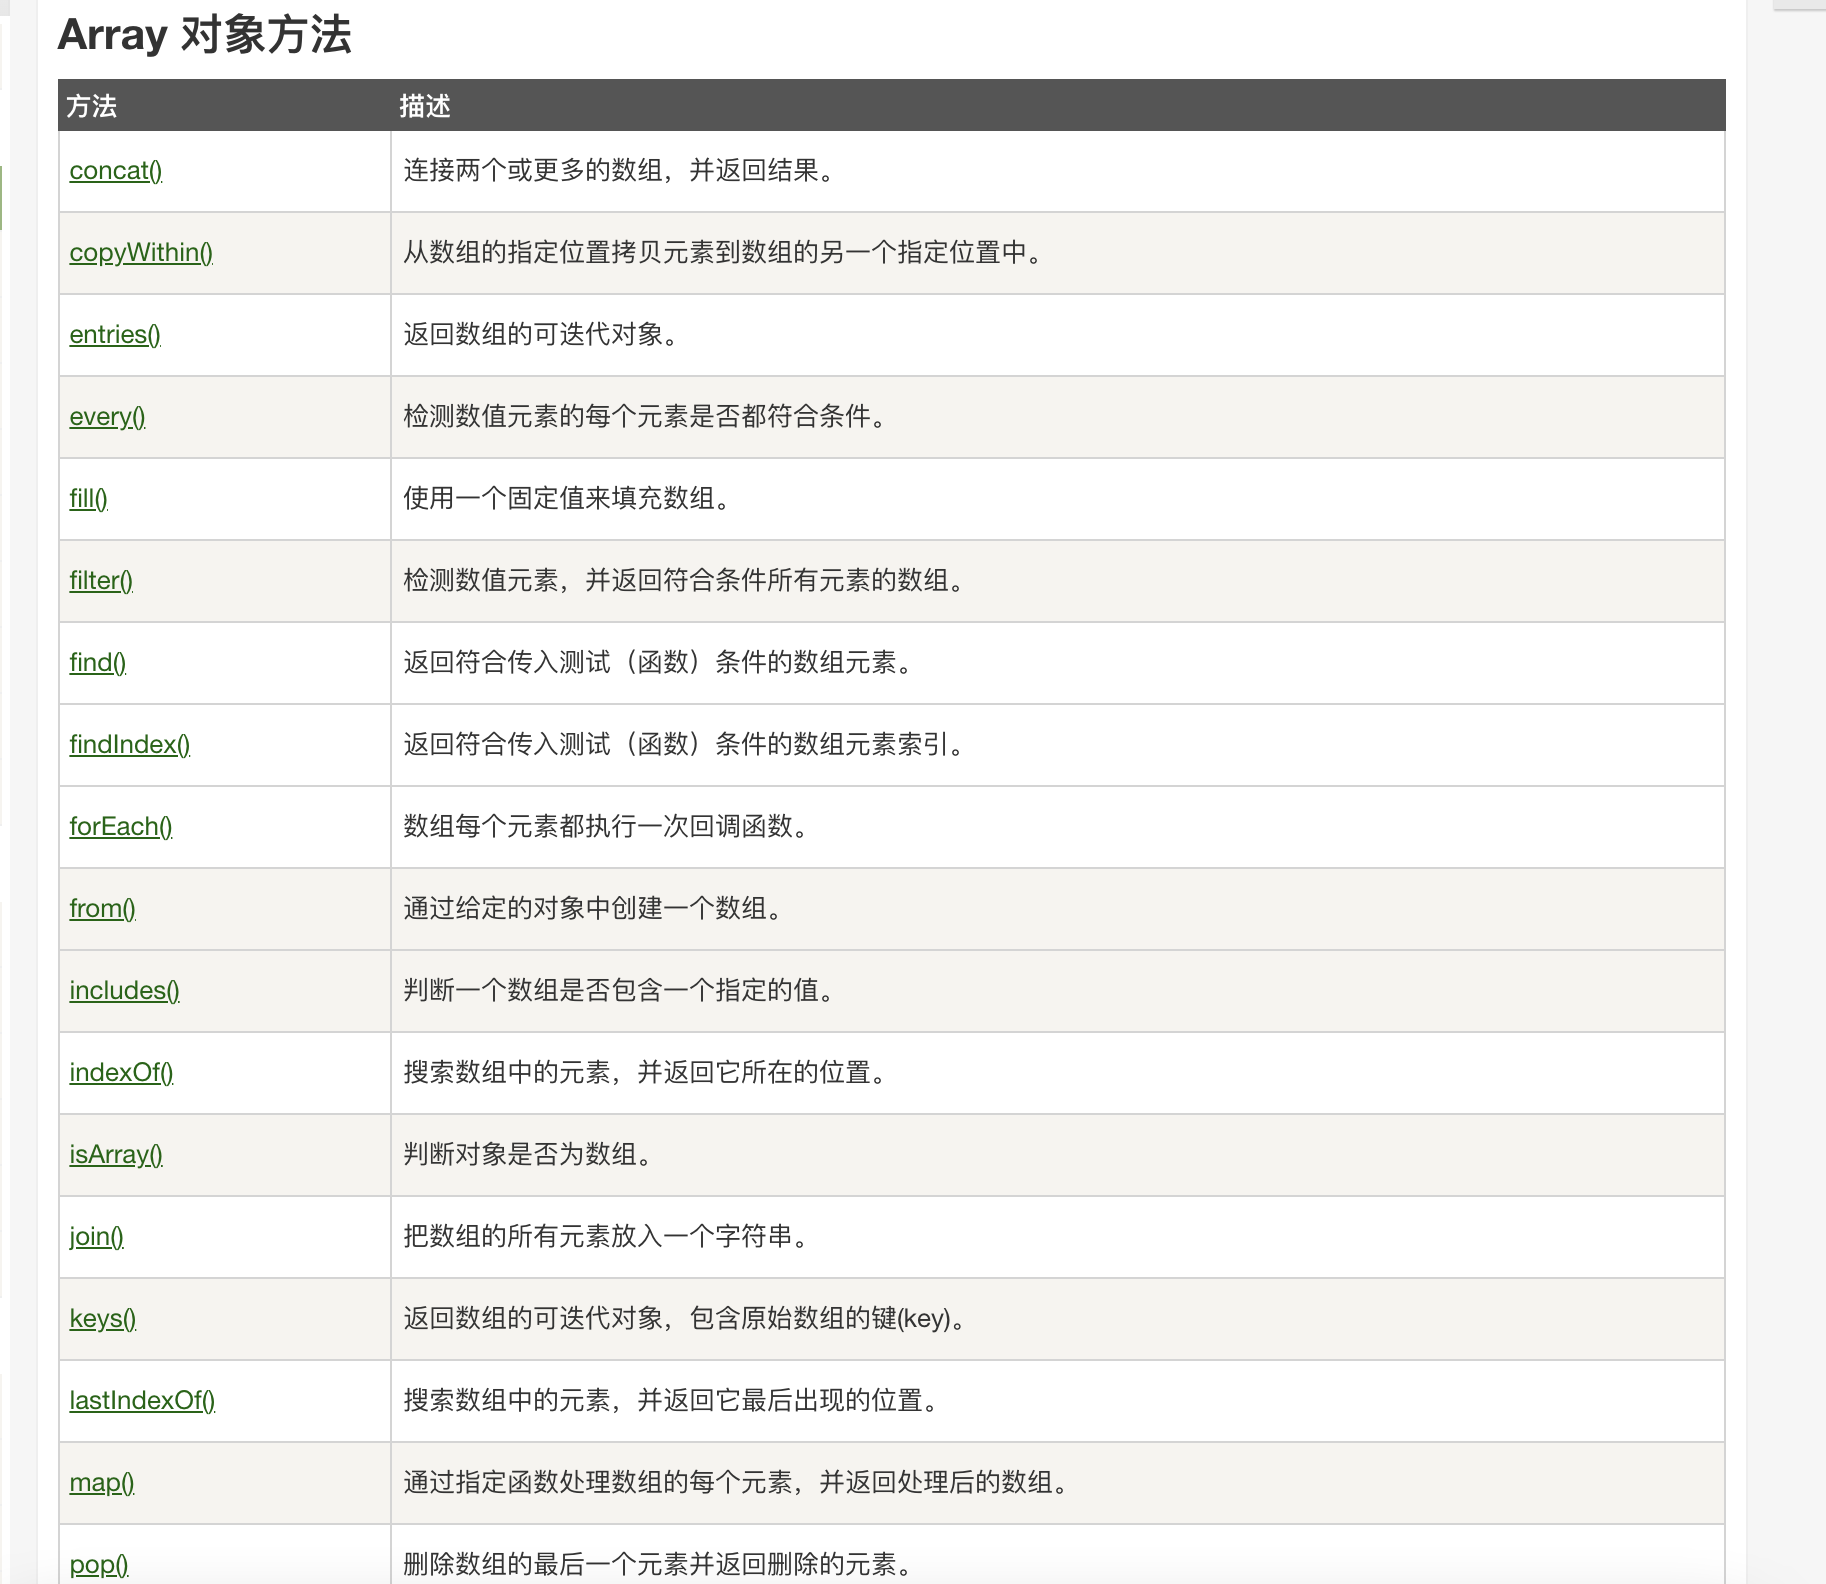 Array 对象方法
方法 描述
concat() 连接两个或更多的数组，并返回结果。
copyWithin() 从数组的指定位置拷贝元素到数组的另一个指定位置中。
entries() 返回数组的可迭代对象。
every() 检测数值元素的每个元素是否都符合条件。
fill() 使用一个固定值来填充数组。
filter() 检测数值元素，并返回符合条件所有元素的数组。
find() 返回符合传入测试（函数）条件的数组元素。
findIndex() 返回符合传入测试（函数）条件的数组元素索引。
forEach() 数组每个元素都执行一次回调函数。
from() 通过给定的对象中创建一个数组。
includes() 判断一个数组是否包含一个指定的值。
indexOf() 搜索数组中的元素，并返回它所在的位置。
isArray() 判断对象是否为数组。
join() 把数组的所有元素放入一个字符串。
keys() 返回数组的可迭代对象，包含原始数组的键(key)。
lastIndexOf() 搜索数组中的元素，并返回它最后出现的位置。
map() 通过指定函数处理数组的每个元素，并返回处理后的数组。
pop() 删除数组的最后一个元素并返回删除的元素。